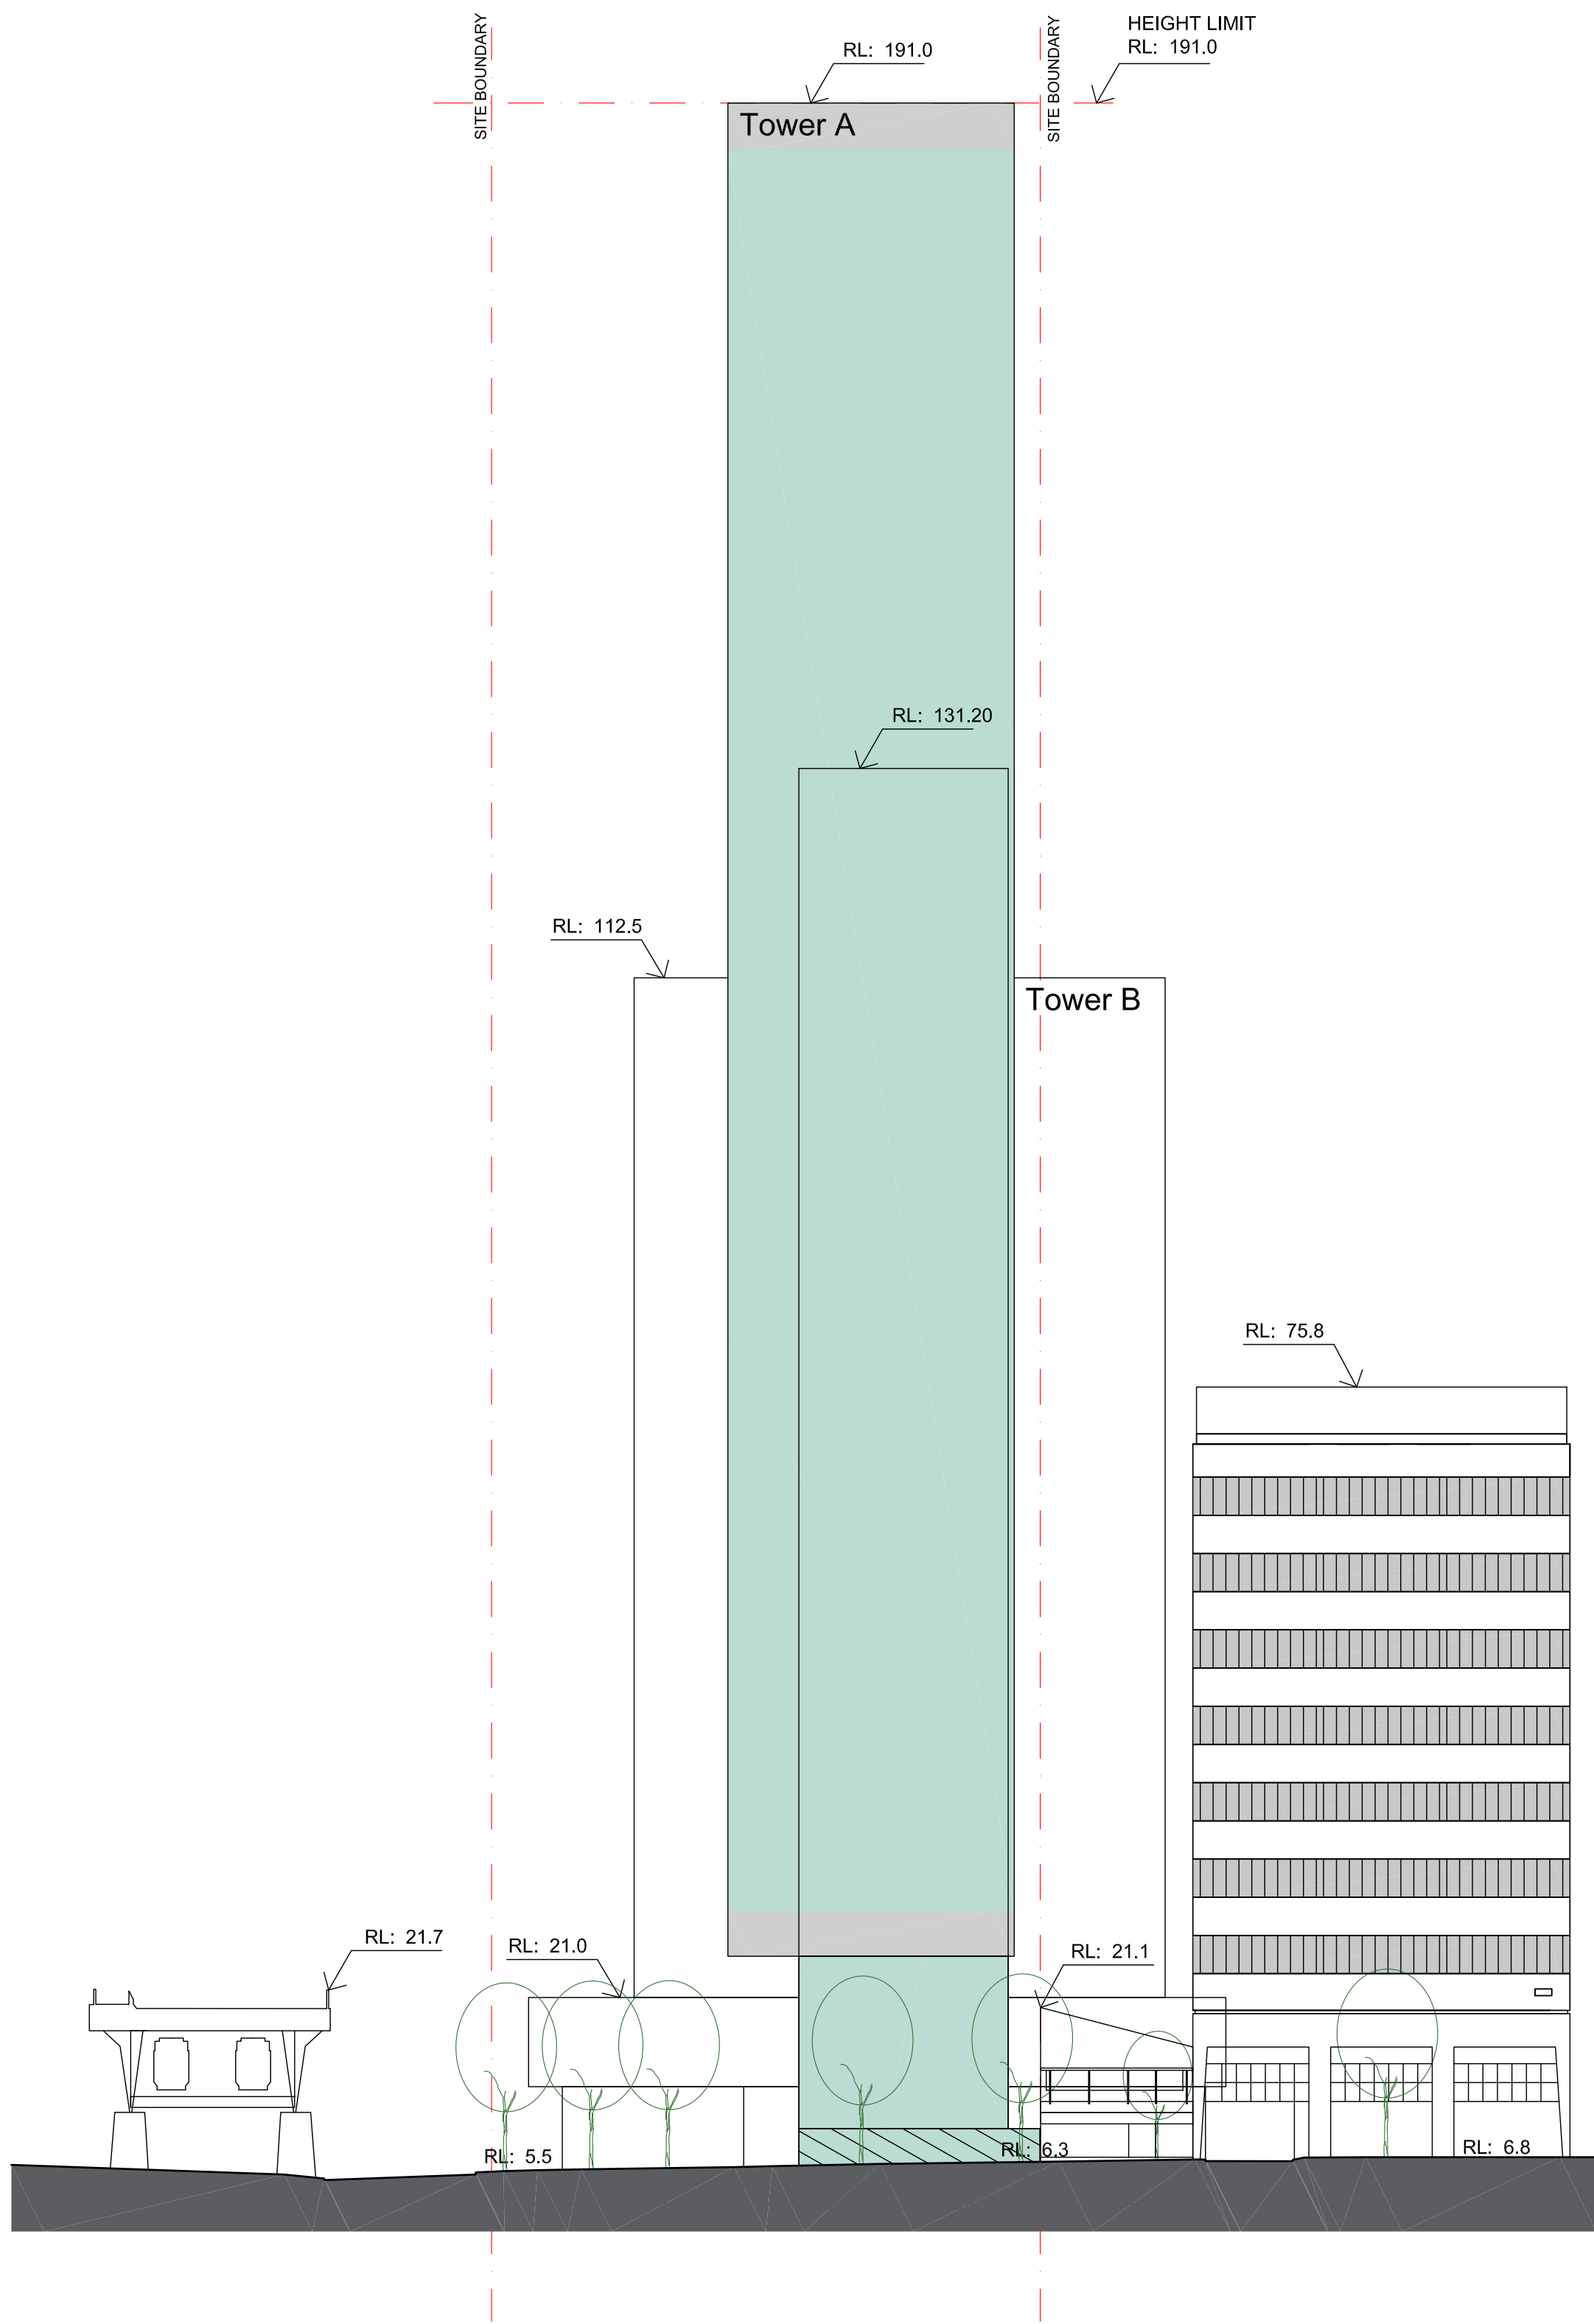 SITE BOUNDARY
RL: 191.0
SITE BOUNDARY
HEIGHT LIMIT
RL: 191.0
Tower A
RL: 131.20
RL: 112.5
Tower B
RL: 75.8
RL: 21.7
RL: 21.0
RL: 21.1
RL: 5.5
RL: 6.3
RL: 6.8